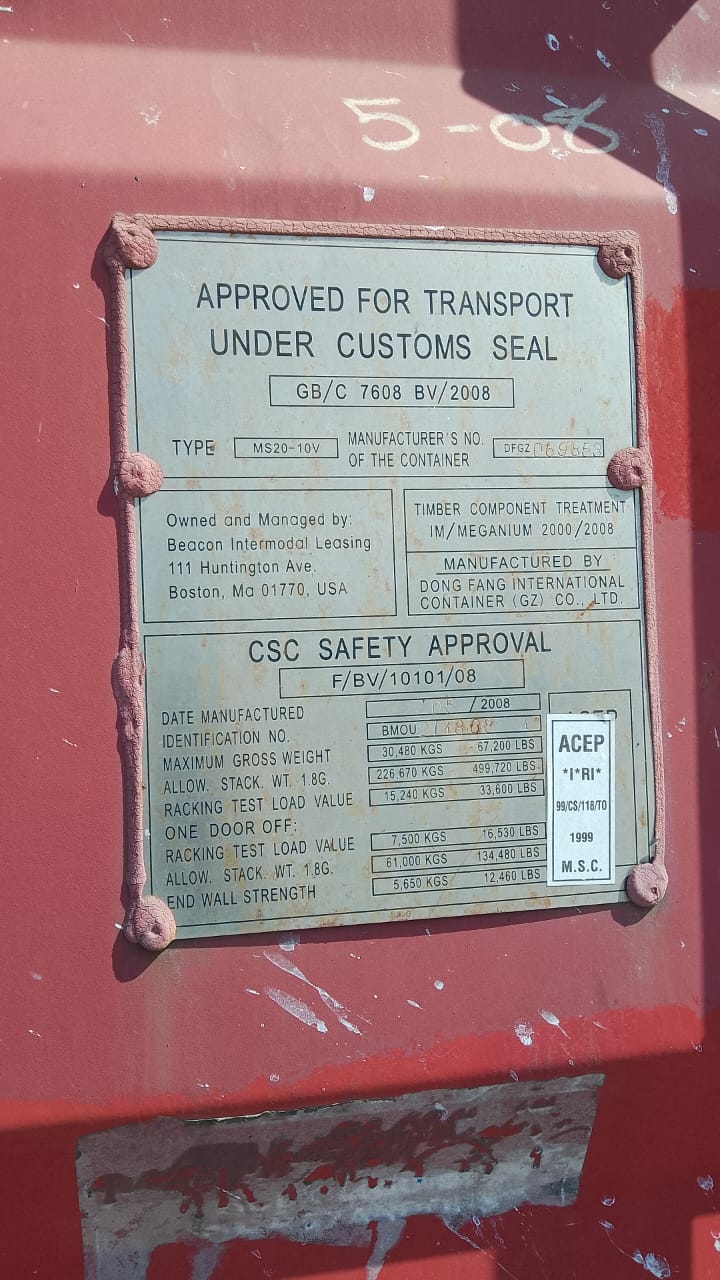 5-08
APPROVED FOR TRANSPORT
UNDER CUSTOMS SEAL
GB/C 7608 BV/2008
TYPE MS20-10V MANUFACTURER'S NO. OF THE CONTAINER DFGZ
Owned and Managed by:
Beacon Intermodal Leasing
111 Huntington Ave.
Boston, Ma 01770, USA
TIMBER COMPONENT TREATMENT
IM/MEGANIUM 2000/2008
MANUFACTURED BY
DONG FANG INTERNATIONAL
CONTAINER (GZ) CO., LTD.
CSC SAFETY APPROVAL
F/BV/10101/08
DATE MANUFACTURED 05 / 2008
IDENTIFICATION NO. BMOU
MAXIMUM GROSS WEIGHT 30,480 KGS 67,200 LBS
ALLOW. STACK. WT. 1.8G. 226,670 KGS 499,720 LBS
RACKING TEST LOAD VALUE 15,240 KGS 33,600 LBS
ONE DOOR OFF:
RACKING TEST LOAD VALUE 7,500 KGS 16,530 LBS
ALLOW. STACK. WT. 1.8G. 61,000 KGS 134,480 LBS
END WALL STRENGTH 5,650 KGS 12,460 LBS
ACEP
*I*RI*
99/CS/118/TO
1999
M.S.C.